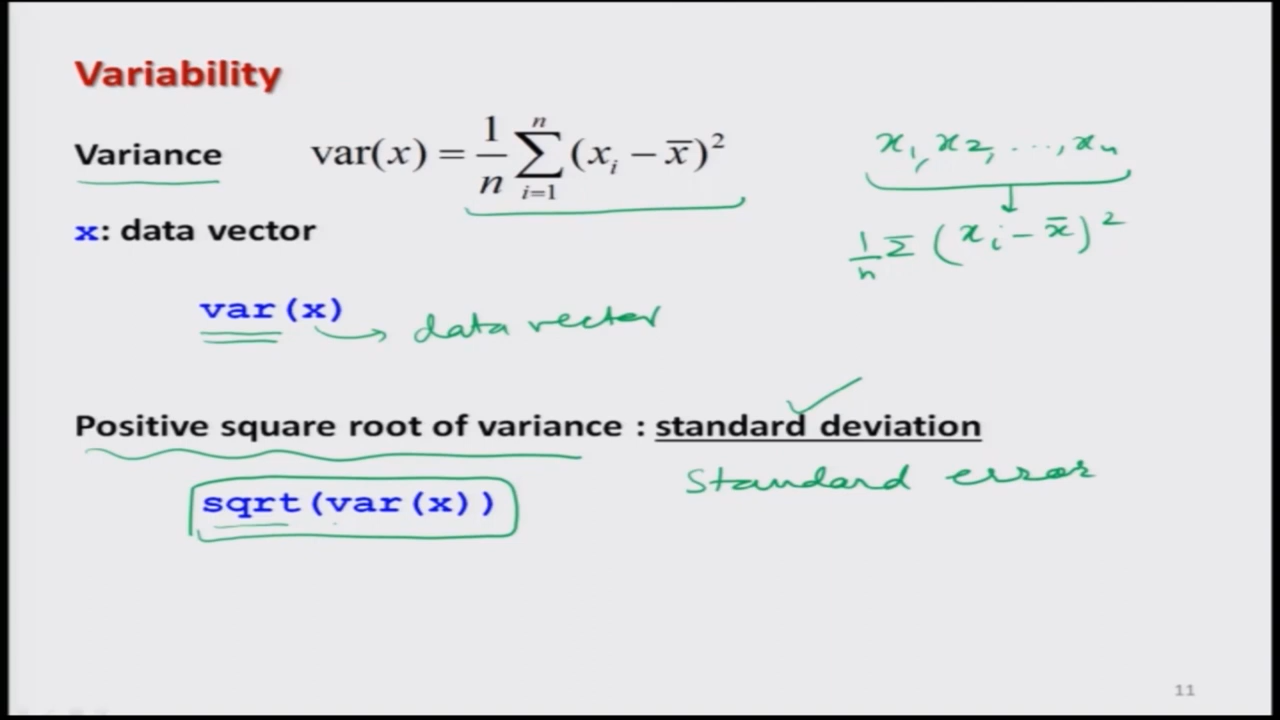 Variability
Variance var(x) = 1/n ∑_{i=1}^{n} (x_i − x̄)²
x₁, x₂, ..., xₙ
x: data vector
1/n Σ (x_i − x̄)²
var(x) → data vector
Positive square root of variance : standard deviation
sqrt(var(x))
Standard error
11